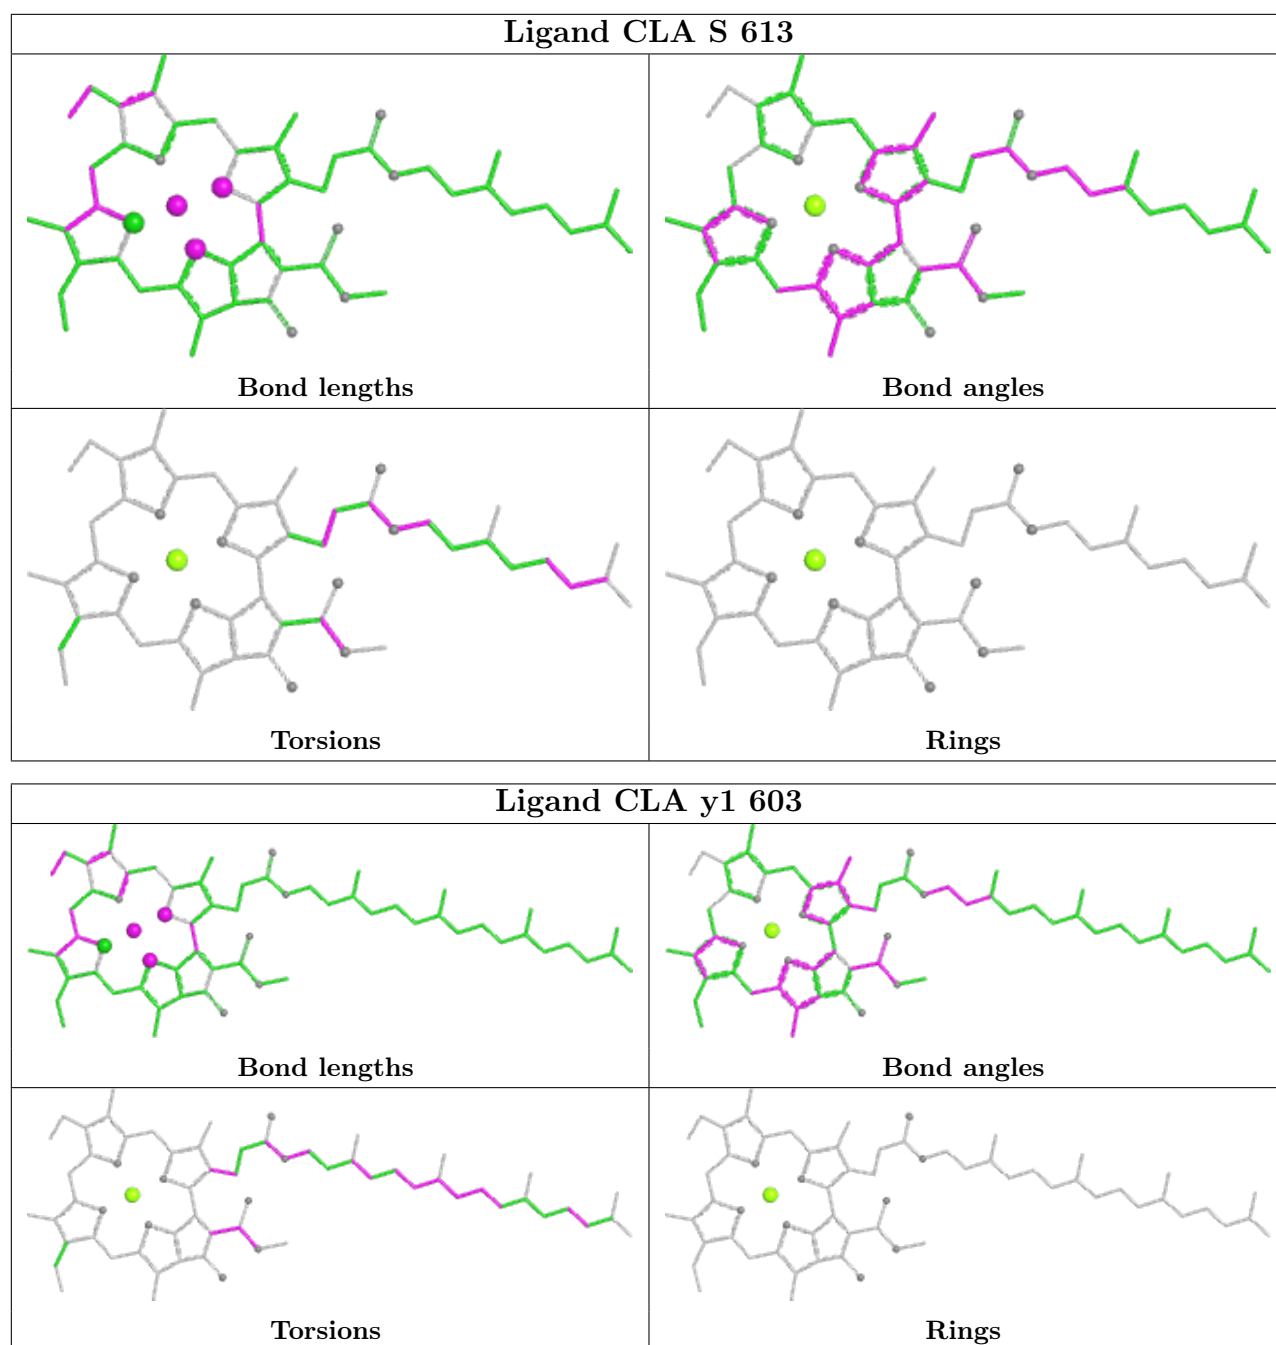 Ligand CLA S 613
Bond lengths
Bond angles
Torsions
Rings
Ligand CLA y1 603
Bond lengths
Bond angles
Torsions
Rings